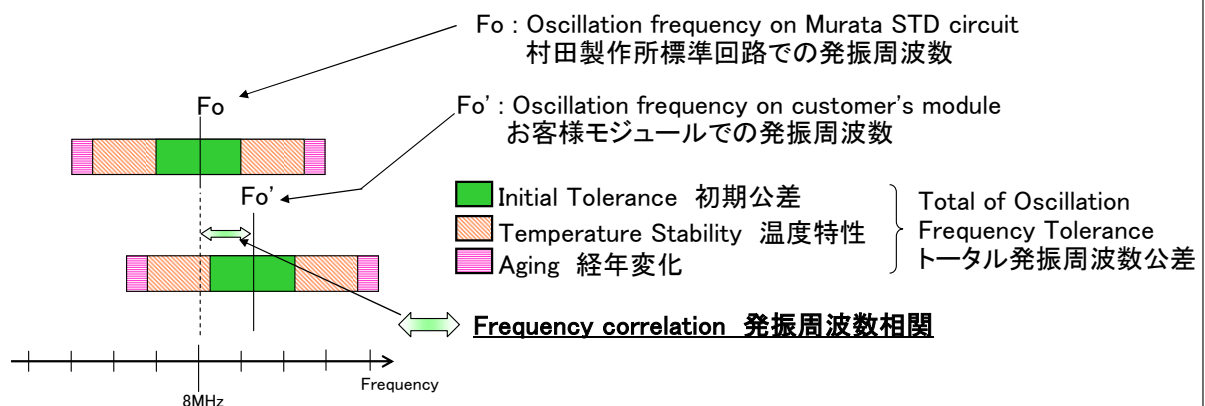 Fo : Oscillation frequency on Murata STD circuit
村田製作所標準回路での発振周波数
Fo
Fo' : Oscillation frequency on customer's module
お客様モジュールでの発振周波数
Fo'
Initial Tolerance 初期公差
Temperature Stability 温度特性
Aging 経年変化
Total of Oscillation
Frequency Tolerance
トータル発振周波数公差
Frequency correlation 発振周波数相関
Frequency
8MHz